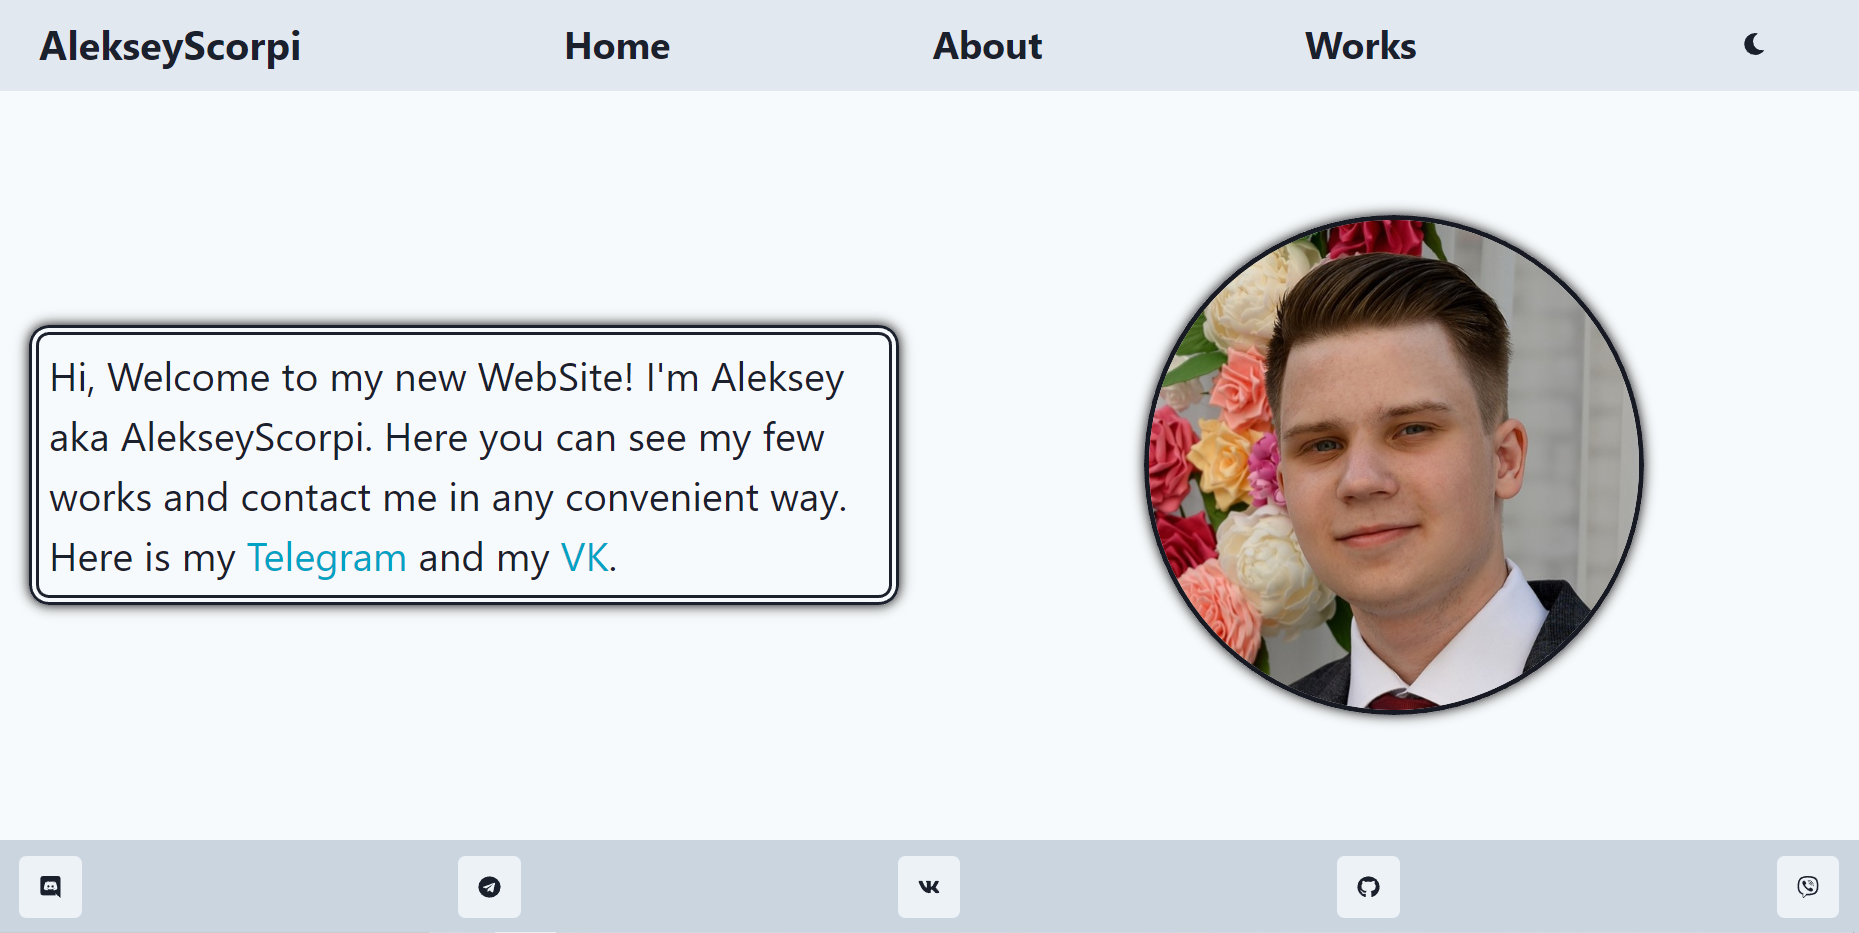 AlekseyScorpi
Home
About
Works
Hi, Welcome to my new WebSite! I'm Aleksey
aka AlekseyScorpi. Here you can see my few
works and contact me in any convenient way.
Here is my Telegram and my VK.